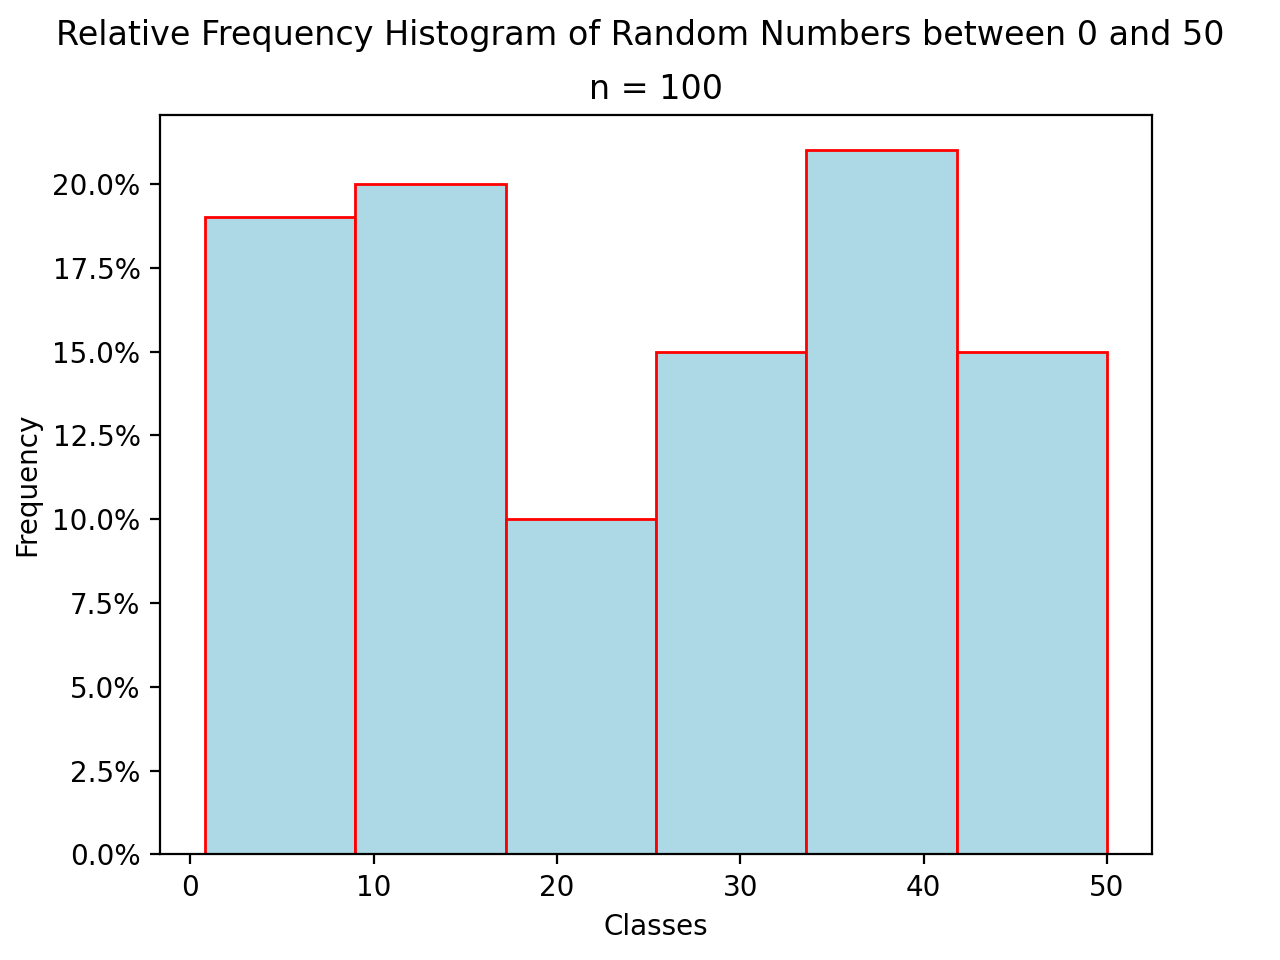 Relative Frequency Histogram of Random Numbers between 0 and 50
n = 100
20.0%
17.5%
15.0%
12.5%
10.0%
7.5%
5.0%
2.5%
0.0%
Frequency
0 10 20 30 40 50
Classes